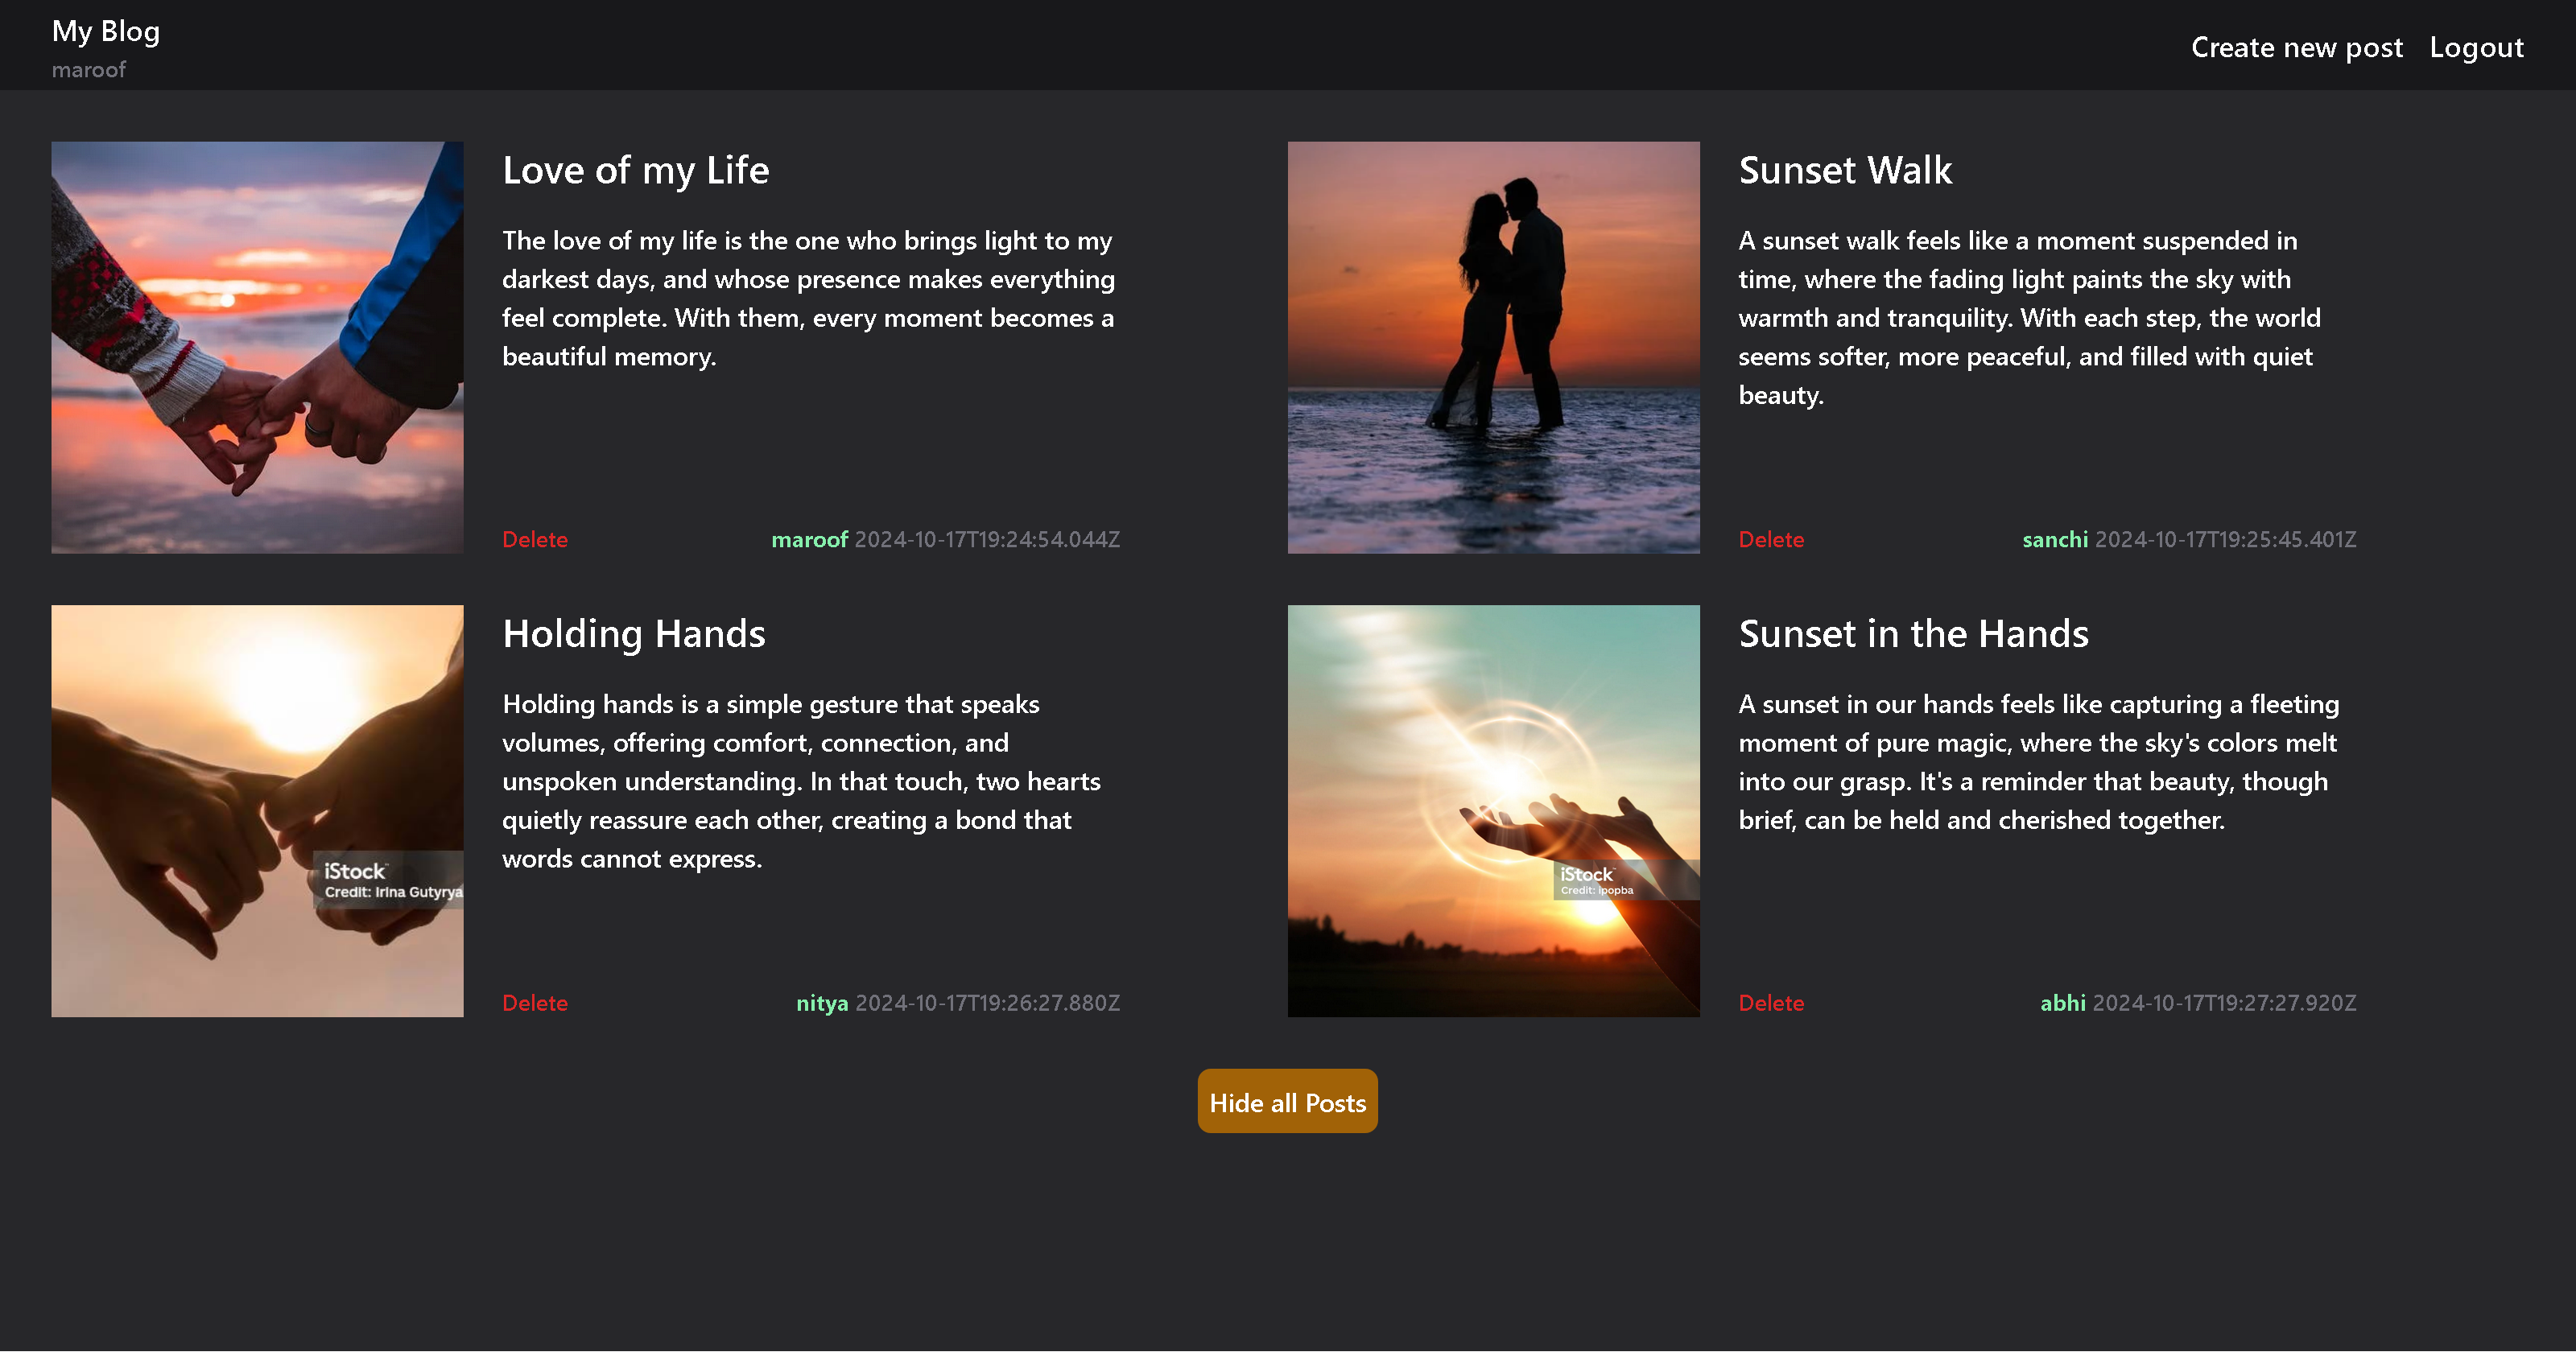 My Blog
maroof
Create new post
Logout
Love of my Life
The love of my life is the one who brings light to my
darkest days, and whose presence makes everything
feel complete. With them, every moment becomes a
beautiful memory.
Delete
maroof 2024-10-17T19:24:54.044Z
Sunset Walk
A sunset walk feels like a moment suspended in
time, where the fading light paints the sky with
warmth and tranquility. With each step, the world
seems softer, more peaceful, and filled with quiet
beauty.
Delete
sanchi 2024-10-17T19:25:45.401Z
iStock
Credit: Irina Gutyrya
Holding Hands
Holding hands is a simple gesture that speaks
volumes, offering comfort, connection, and
unspoken understanding. In that touch, two hearts
quietly reassure each other, creating a bond that
words cannot express.
Delete
nitya 2024-10-17T19:26:27.880Z
iStock
Credit: ipopba
Sunset in the Hands
A sunset in our hands feels like capturing a fleeting
moment of pure magic, where the sky's colors melt
into our grasp. It's a reminder that beauty, though
brief, can be held and cherished together.
Delete
abhi 2024-10-17T19:27:27.920Z
Hide all Posts